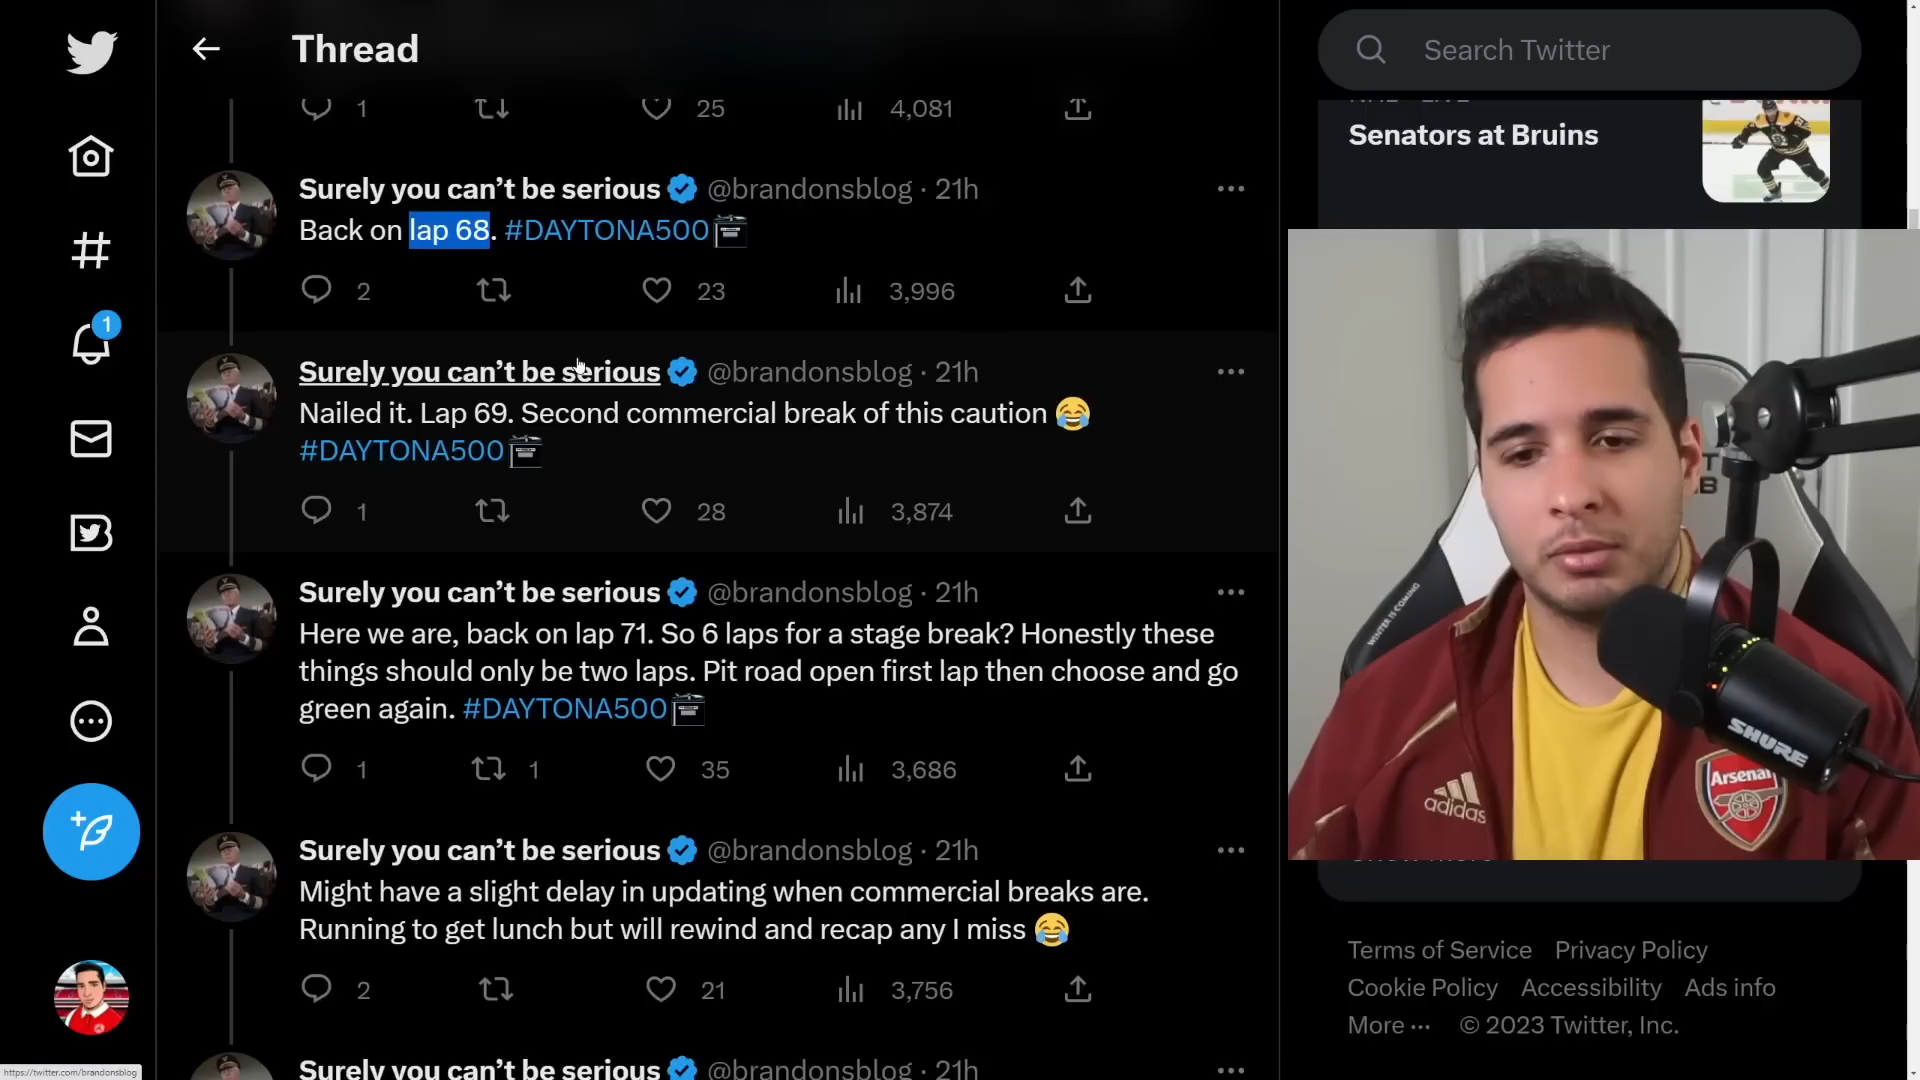 Thread
Search Twitter
1 25 4,081
Senators at Bruins
Surely you can't be serious @brandonsblog · 21h
Back on lap 68. #DAYTONA500
2 23 3,996
Surely you can't be serious @brandonsblog · 21h
Nailed it. Lap 69. Second commercial break of this caution 😂
#DAYTONA500
1 28 3,874
Surely you can't be serious @brandonsblog · 21h
Here we are, back on lap 71. So 6 laps for a stage break? Honestly these
things should only be two laps. Pit road open first lap then choose and go
green again. #DAYTONA500
1 1 35 3,686
Surely you can't be serious @brandonsblog · 21h
Might have a slight delay in updating when commercial breaks are.
Running to get lunch but will rewind and recap any I miss 😂
2 21 3,756
Surely you can't be serious @brandonsblog · 21h
1
WINTER IS COMING
SHURE
adidas
Arsenal
Terms of Service Privacy Policy
Cookie Policy Accessibility Ads info
More ··· © 2023 Twitter, Inc.
https://twitter.com/brandonsblog